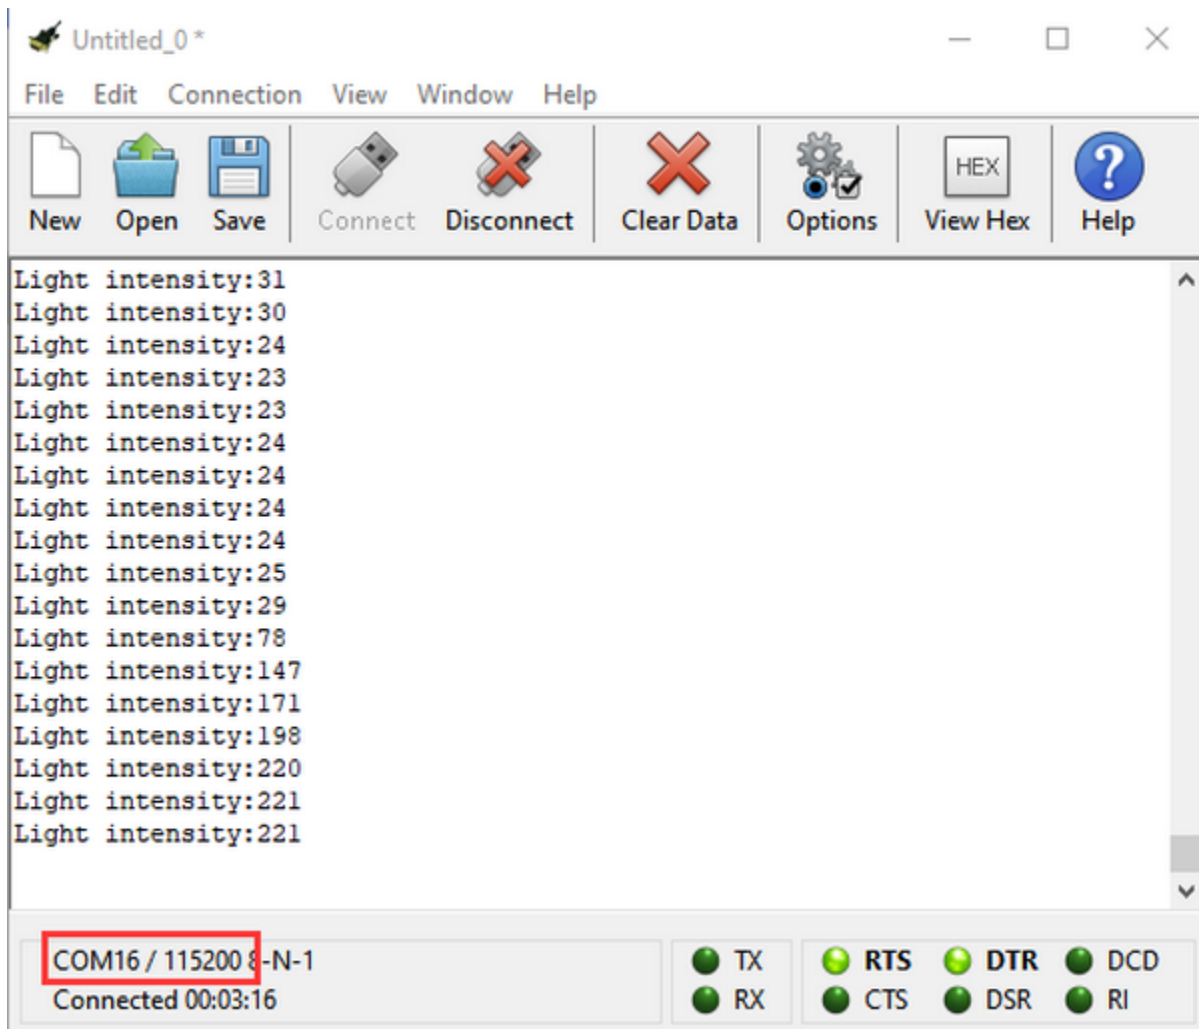 Untitled_0 *
File Edit Connection View Window Help
HEX
New Open Save Connect Disconnect Clear Data Options View Hex Help
Light intensity:31
Light intensity:30
Light intensity:24
Light intensity:23
Light intensity:23
Light intensity:24
Light intensity:24
Light intensity:24
Light intensity:24
Light intensity:25
Light intensity:29
Light intensity:78
Light intensity:147
Light intensity:171
Light intensity:198
Light intensity:220
Light intensity:221
Light intensity:221
COM16 / 115200 8-N-1 TX RTS DTR DCD
Connected 00:03:16 RX CTS DSR RI